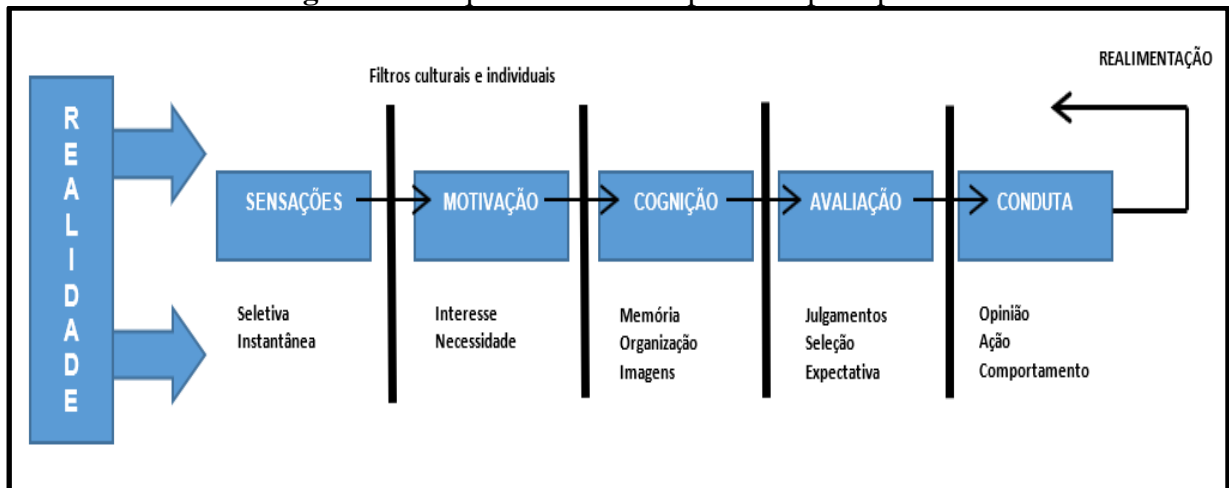 REALIMENTAÇÃO
Filtros culturais e individuais
REALIDADE
SENSAÇÕES
MOTIVAÇÃO
COGNIÇÃO
AVALIAÇÃO
CONDUTA
Seletiva
Instantânea
Interesse
Necessidade
Memória
Organização
Imagens
Julgamentos
Seleção
Expectativa
Opinião
Ação
Comportamento